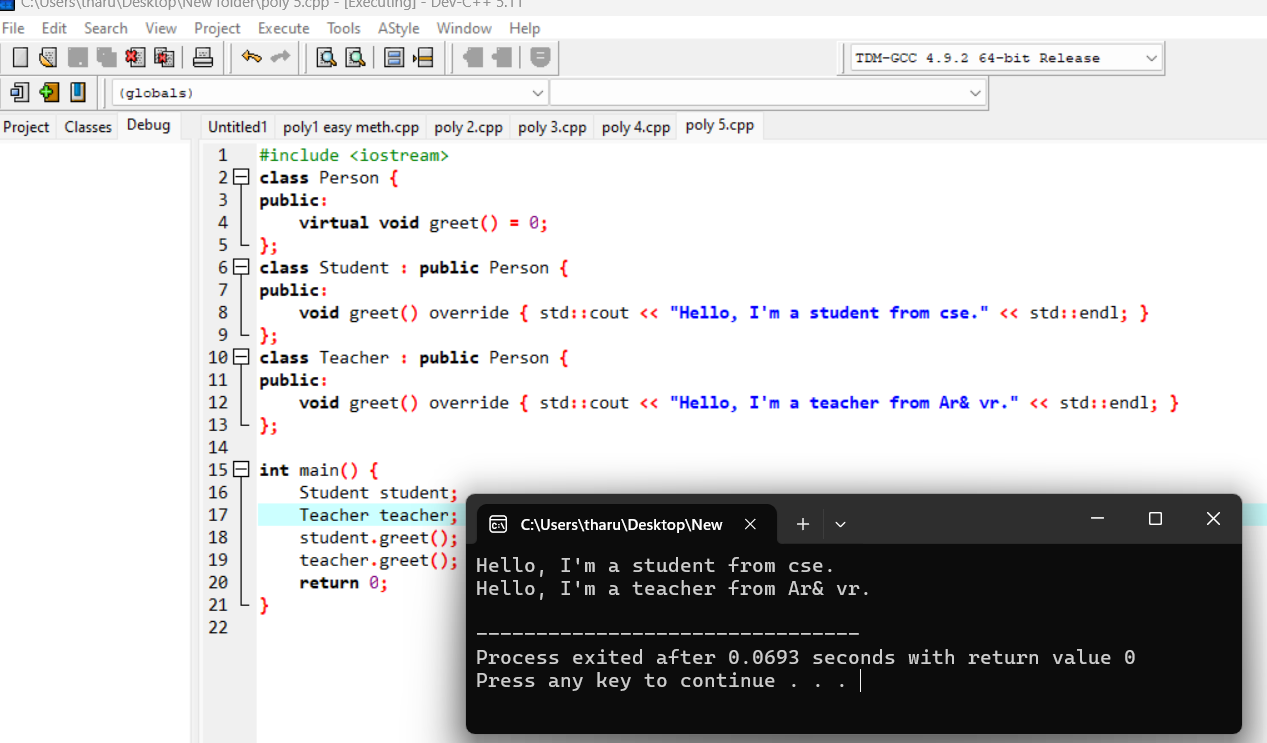 C:\Users\tharu\Desktop\New folder\poly 5.cpp - [Executing] - Dev-C++ 5.11
File Edit Search View Project Execute Tools AStyle Window Help
TDM-GCC 4.9.2 64-bit Release
(globals)
Project Classes Debug
Untitled1 poly1 easy meth.cpp poly 2.cpp poly 3.cpp poly 4.cpp poly 5.cpp
1 #include <iostream>
2 class Person {
3 public:
4     virtual void greet() = 0;
5 };
6 class Student : public Person {
7 public:
8     void greet() override { std::cout << "Hello, I'm a student from cse." << std::endl; }
9 };
10 class Teacher : public Person {
11 public:
12     void greet() override { std::cout << "Hello, I'm a teacher from Ar& vr." << std::endl; }
13 };
14
15 int main() {
16     Student student;
17     Teacher teacher;
18     student.greet();
19     teacher.greet();
20     return 0;
21 }
22
C:\Users\tharu\Desktop\New
Hello, I'm a student from cse.
Hello, I'm a teacher from Ar& vr.
--------------------------------
Process exited after 0.0693 seconds with return value 0
Press any key to continue . . .